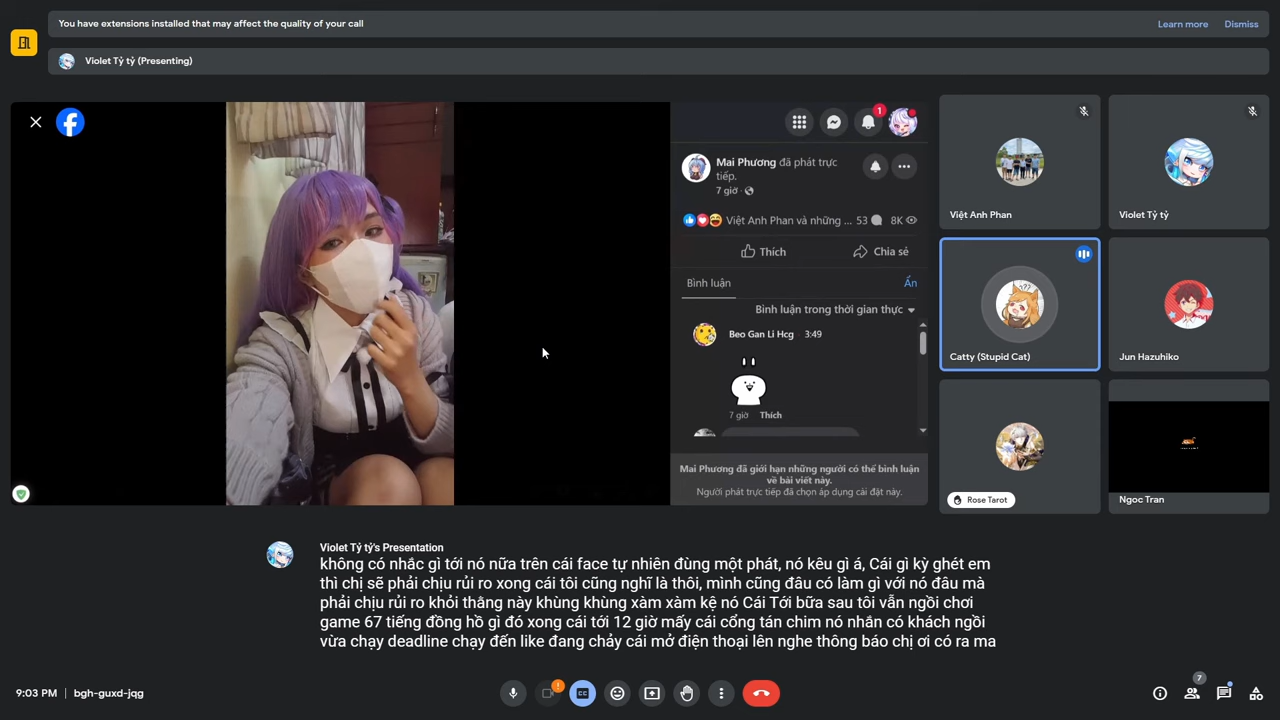 You have extensions installed that may affect the quality of your call
Learn more
Dismiss
Violet Tỷ tỷ (Presenting)
1
Mai Phương đã phát trực
tiếp.
7 giờ
Việt Anh Phan và những ... 53
8K
Thích
Chia sẻ
Bình luận
Ẩn
Bình luận trong thời gian thực
Beo Gan Li Hcg · 3:49
7 giờ Thích
Mai Phương đã giới hạn những người có thể bình luận
về bài viết này.
Người phát trực tiếp đã chọn áp dụng cài đặt này.
Việt Anh Phan
Violet Tỷ tỷ
Catty (Stupid Cat)
Jun Hazuhiko
Rose Tarot
Ngoc Tran
Violet Tỷ tỷ's Presentation
không có nhắc gì tới nó nữa trên cái face tự nhiên đùng một phát, nó kêu gì á, Cái gì kỳ ghét em
thì chị sẽ phải chịu rủi ro xong cái tôi cũng nghĩ là thôi, mình cũng đâu có làm gì với nó đâu mà
phải chịu rủi ro khỏi thằng này khùng khùng xàm xàm kệ nó Cái Tới bữa sau tôi vẫn ngồi chơi
game 67 tiếng đồng hồ gì đó xong cái tới 12 giờ mấy cái cổng tán chim nó nhắn có khách ngồi
vừa chạy deadline chạy đến like đang chảy cái mở điện thoại lên nghe thông báo chị ơi có ra ma
9:03 PM | bgh-guxd-jqg
7